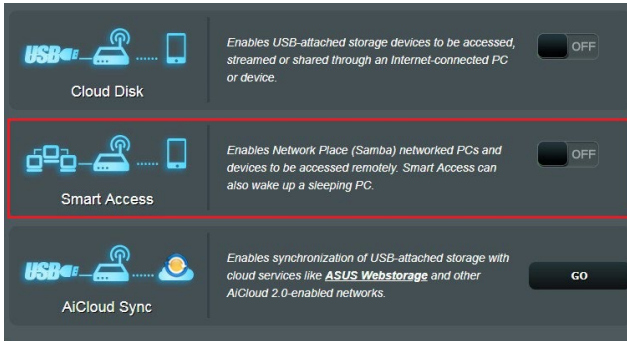 USB
Enables USB-attached storage devices to be accessed,
streamed or shared through an Internet-connected PC
or device.
OFF
Cloud Disk
Enables Network Place (Samba) networked PCs and
devices to be accessed remotely. Smart Access can
also wake up a sleeping PC.
OFF
Smart Access
USB
Enables synchronization of USB-attached storage with
cloud services like ASUS Webstorage and other
AiCloud 2.0-enabled networks.
GO
AiCloud Sync